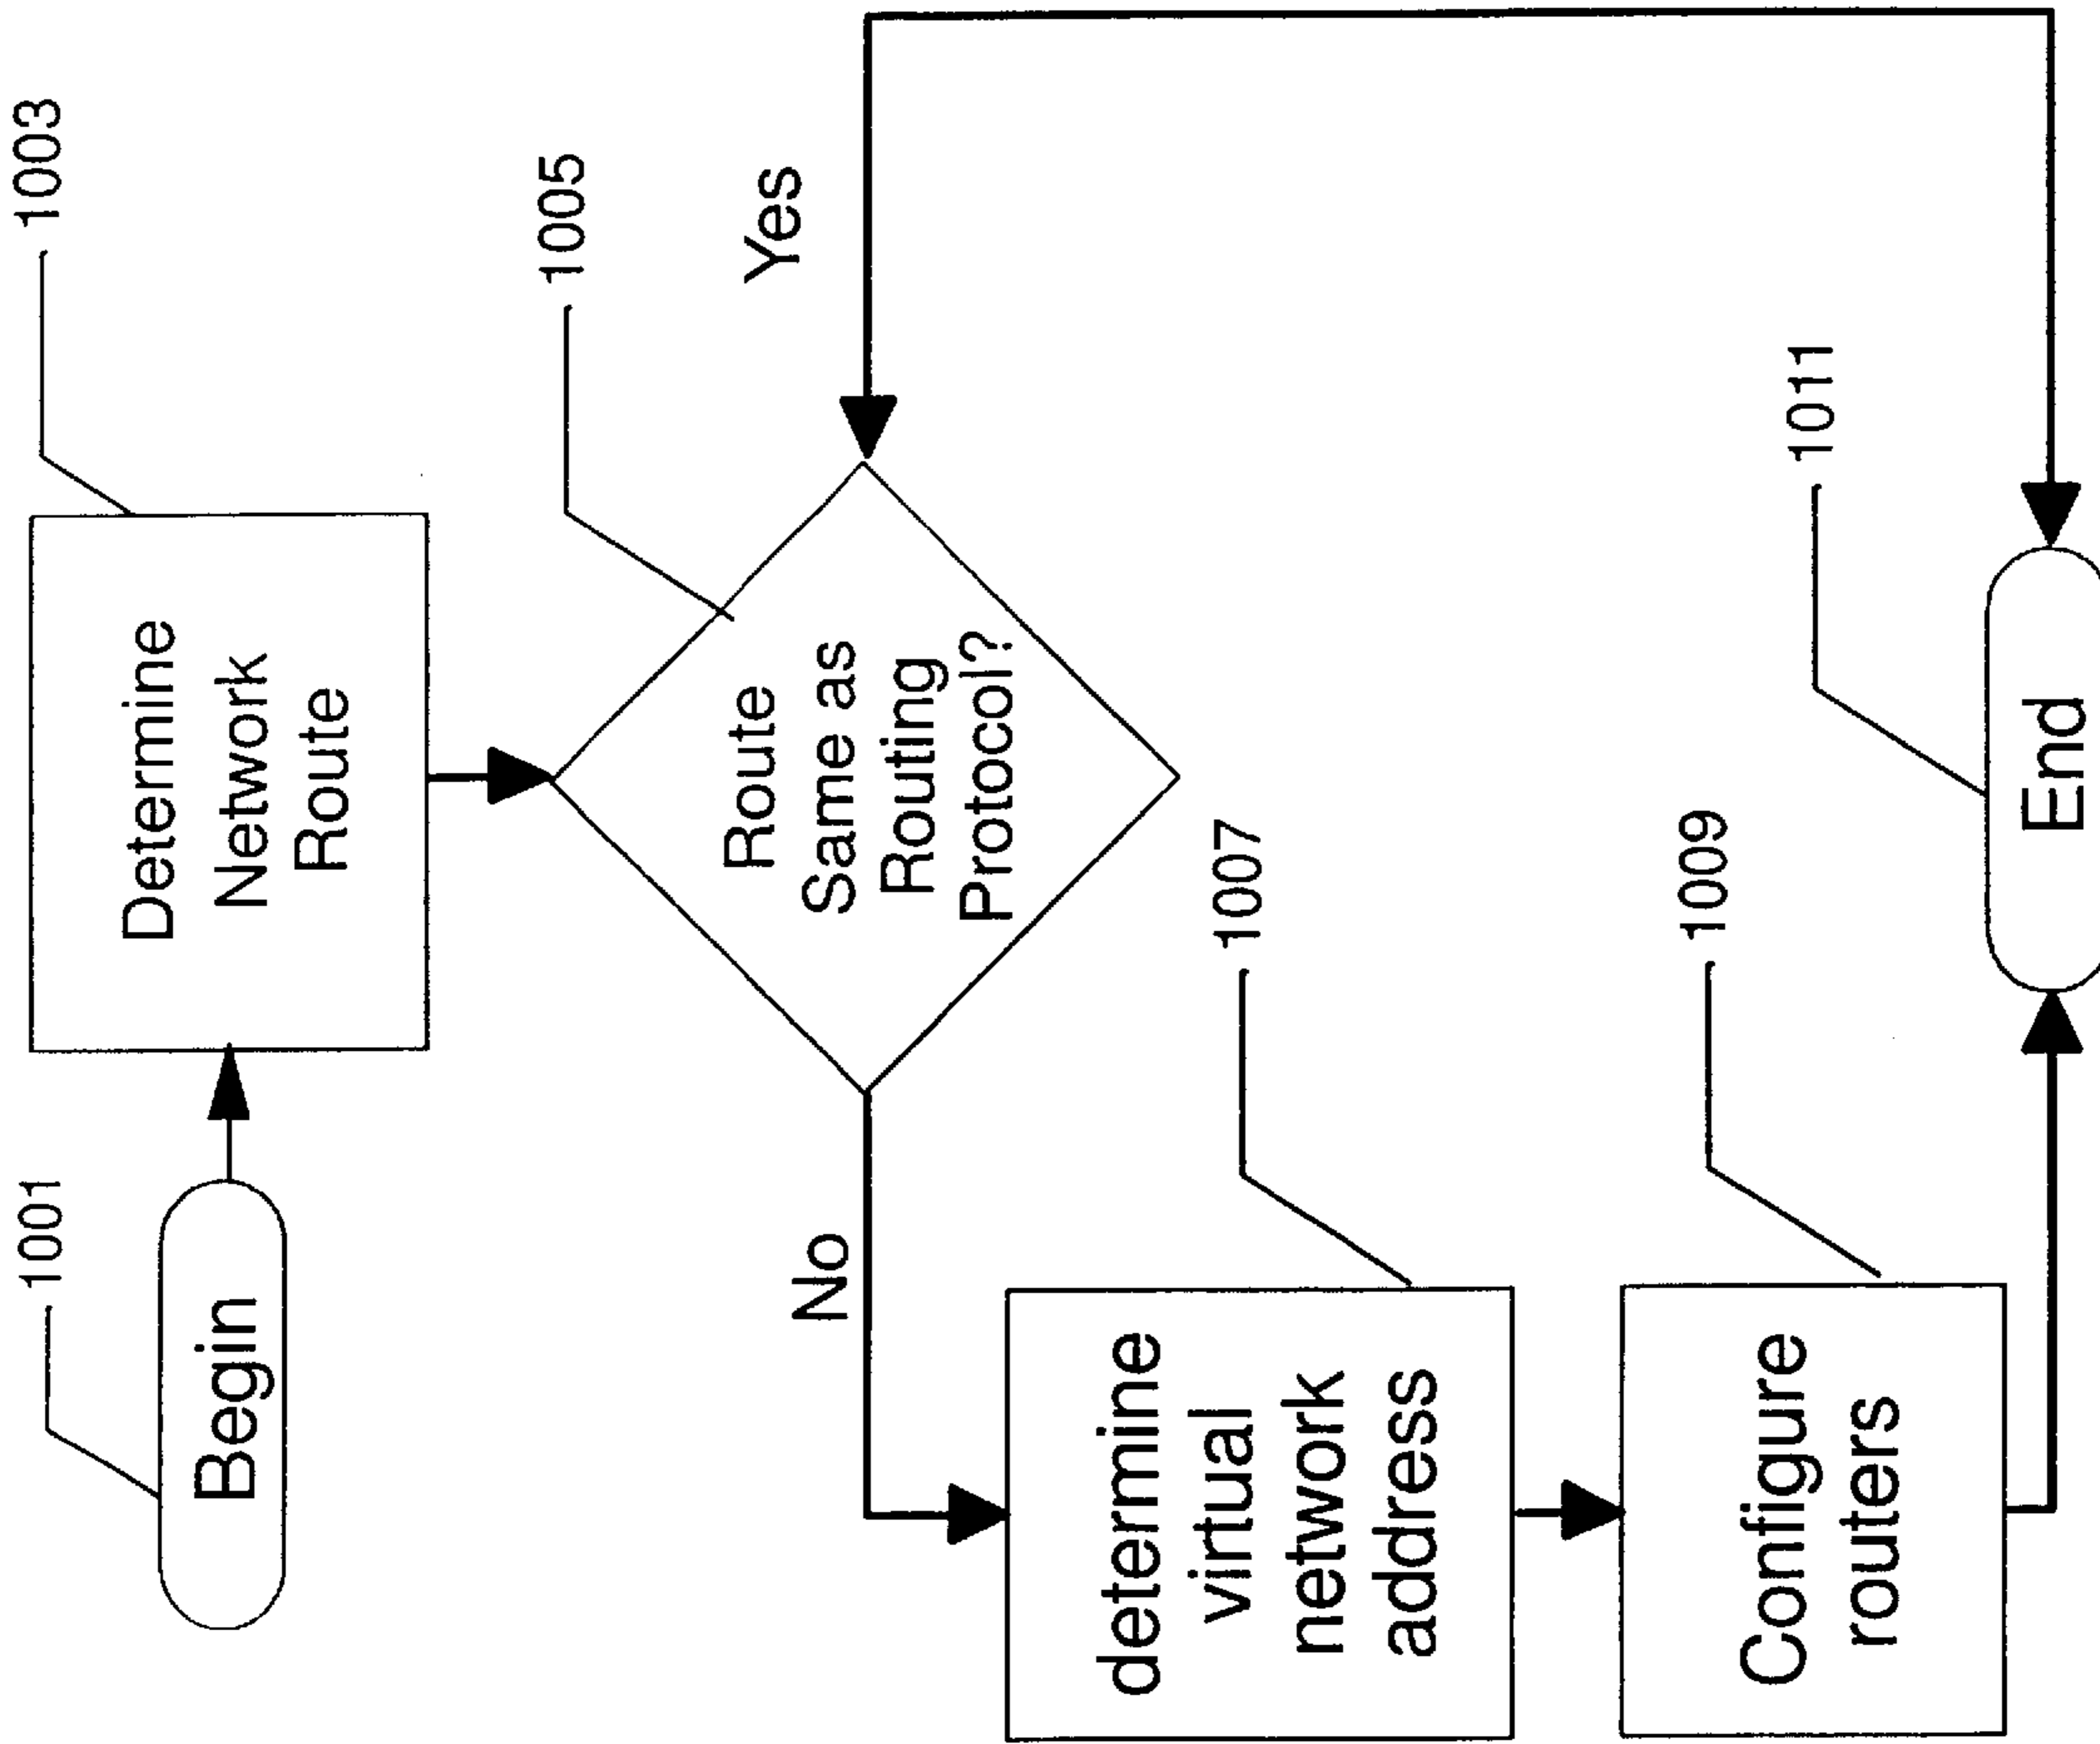 1001
Begin
1003
Determine
Network
Route
1005
Route
Same as
Routing
Protocol?
Yes
No
1007
determine
virtual
network
address
1009
Configure
routers
1011
End